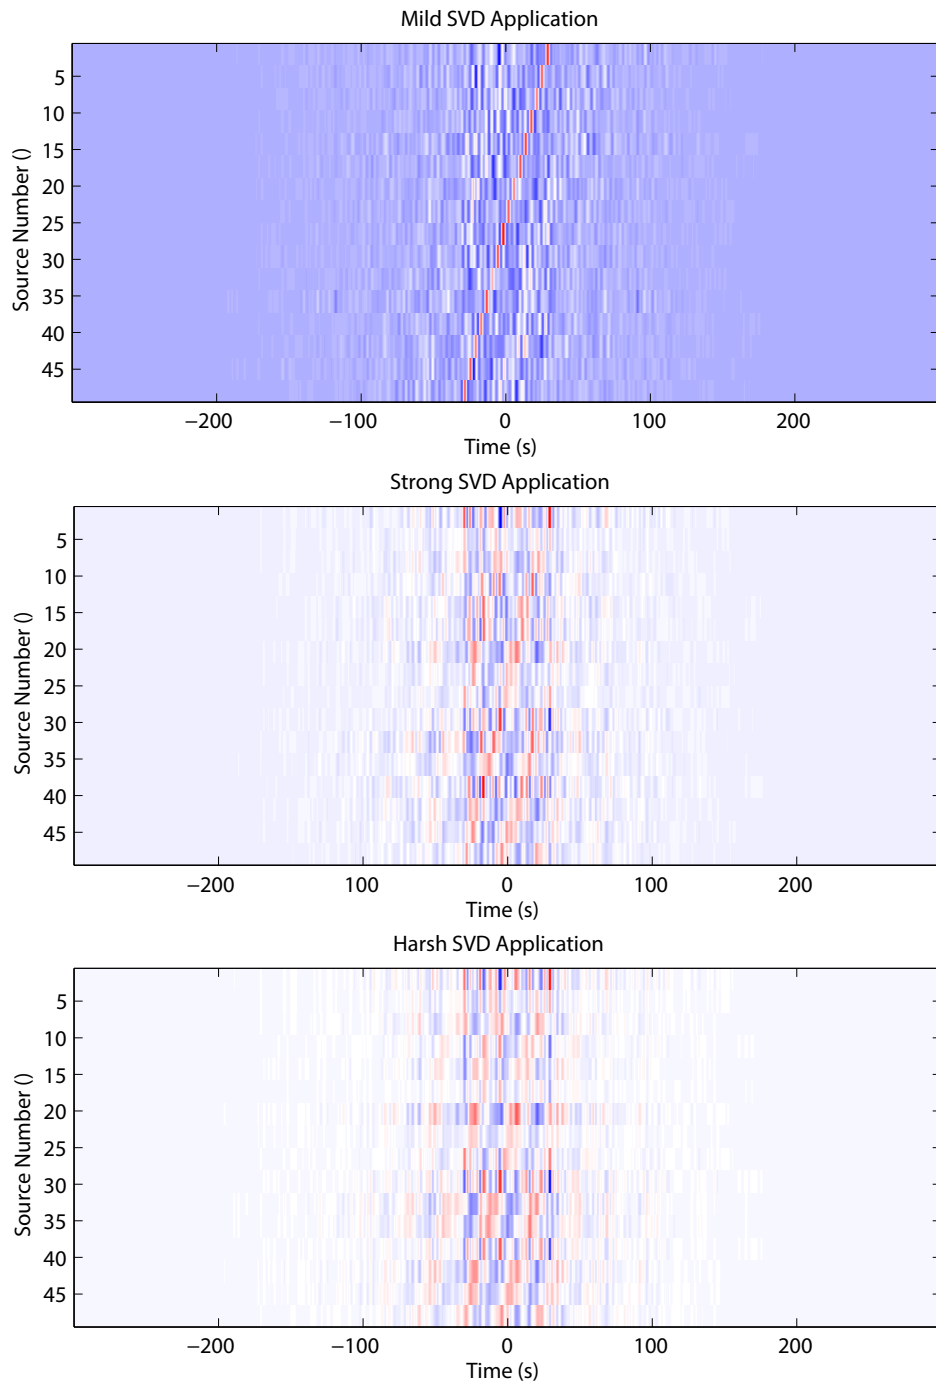 Mild SVD Application
5
10
15
20
25
30
35
40
45
Source Number ()
−200 −100 0 100 200
Time (s)
Strong SVD Application
5
10
15
20
25
30
35
40
45
Source Number ()
−200 100 0 100 200
Time (s)
Harsh SVD Application
5
10
15
20
25
30
35
40
45
Source Number ()
−200 −100 0 100 200
Time (s)